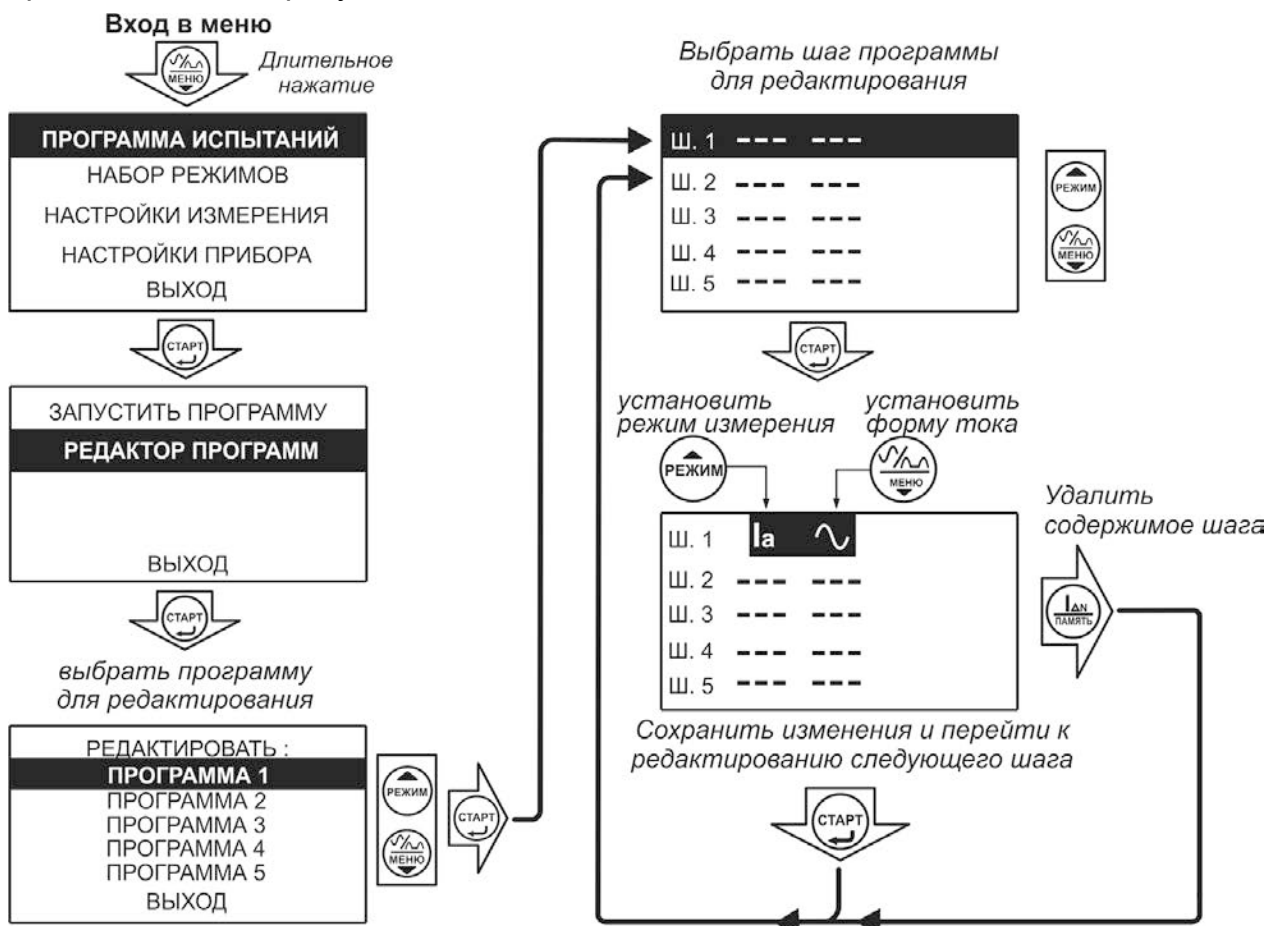 Вход в меню
МЕНЮ
Длительное
нажатие
ПРОГРАММА ИСПЫТАНИЙ
НАБОР РЕЖИМОВ
НАСТРОЙКИ ИЗМЕРЕНИЯ
НАСТРОЙКИ ПРИБОРА
ВЫХОД
СТАРТ
ЗАПУСТИТЬ ПРОГРАММУ
РЕДАКТОР ПРОГРАММ
ВЫХОД
СТАРТ
выбрать программу
для редактирования
РЕДАКТИРОВАТЬ :
ПРОГРАММА 1
ПРОГРАММА 2
ПРОГРАММА 3
ПРОГРАММА 4
ПРОГРАММА 5
ВЫХОД
РЕЖИМ
МЕНЮ
СТАРТ
Выбрать шаг программы
для редактирования
Ш. 1 --- ---
Ш. 2 --- ---
Ш. 3 --- ---
Ш. 4 --- ---
Ш. 5 --- ---
РЕЖИМ
МЕНЮ
СТАРТ
установить
режим измерения
установить
форму тока
РЕЖИМ
МЕНЮ
Ш. 1 Ia
Ш. 2 --- ---
Ш. 3 --- ---
Ш. 4 --- ---
Ш. 5 --- ---
Удалить
содержимое шага
IΔN
ПАМЯТЬ
Сохранить изменения и перейти к
редактированию следующего шага
СТАРТ